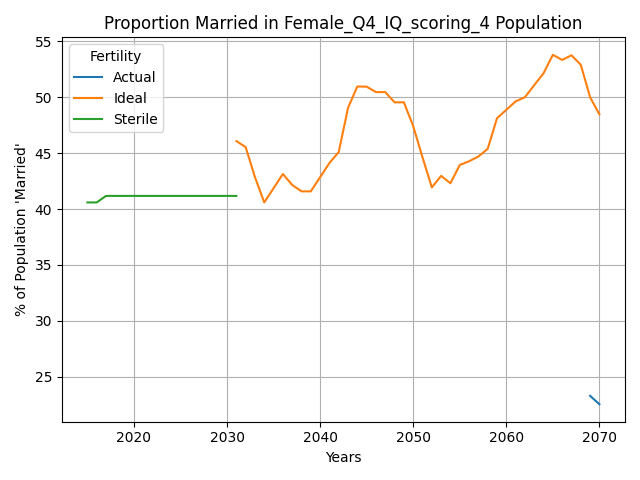 Proportion Married in Female_Q4_IQ_scoring_4 Population
% of Population 'Married'
55
50
45
40
35
30
25
Fertility
Actual
Ideal
Sterile
2020 2030 2040 2050 2060 2070
Years